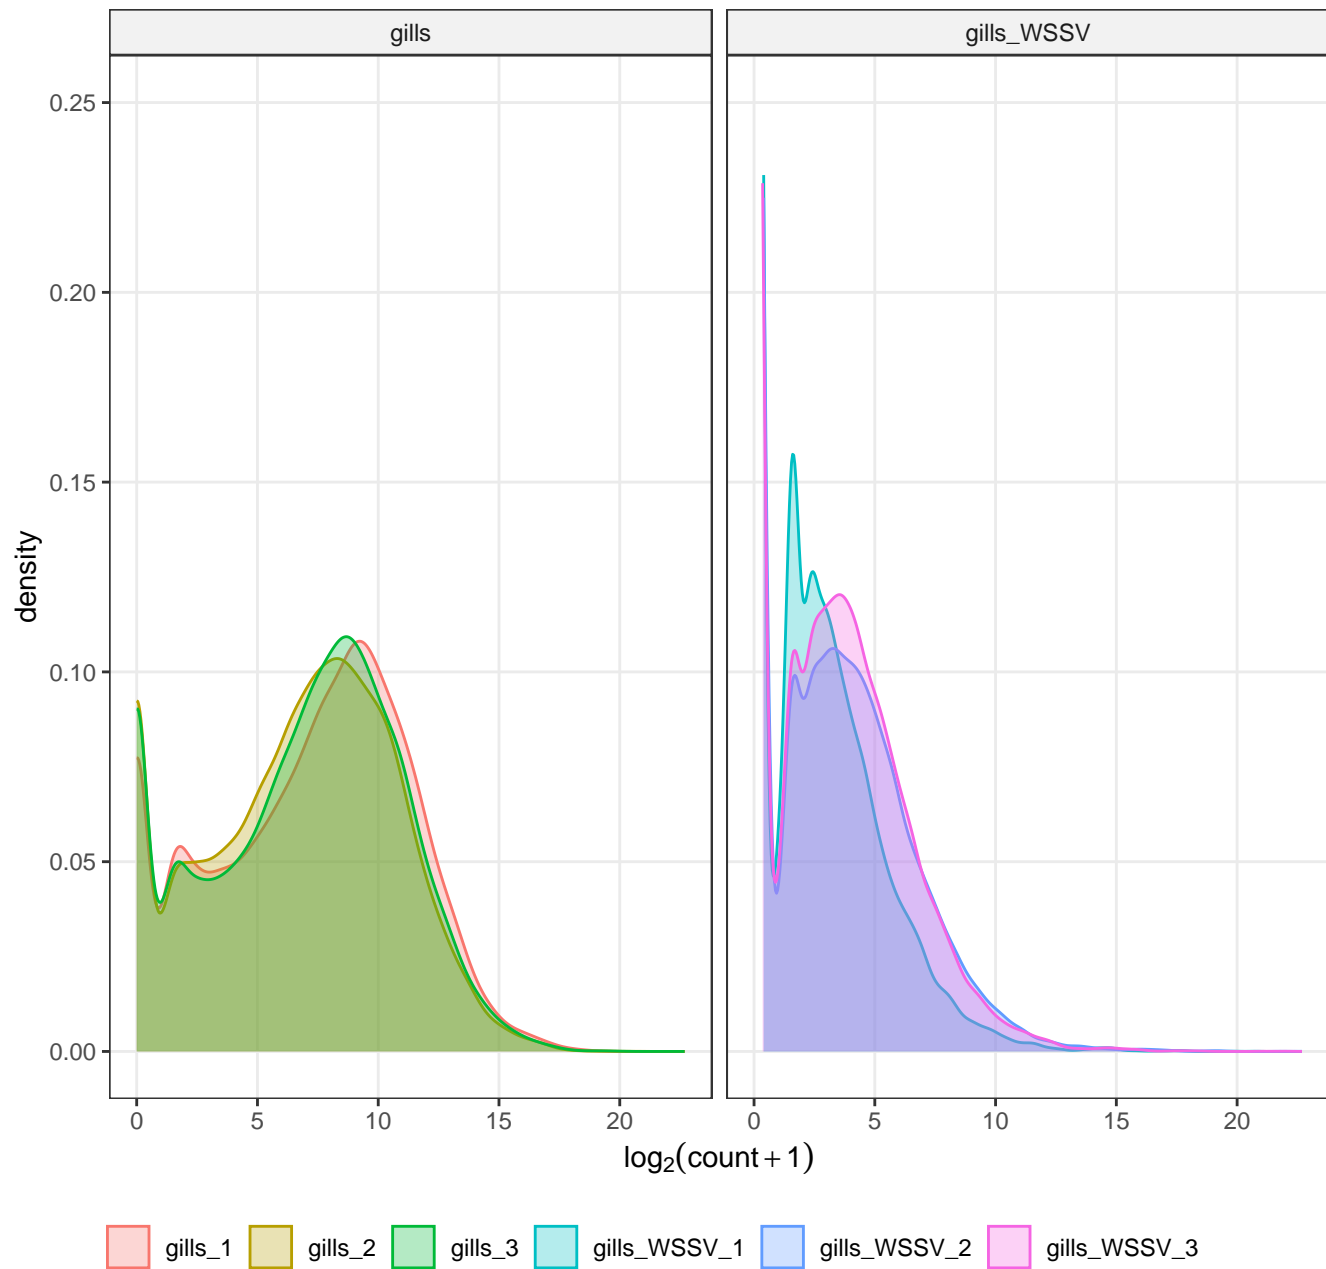 gills gills_WSSV
0.25
0.20
0.15
0.10
0.05
0.00
density
0 5 10 15 20 0 5 10 15 20
log₂(count + 1)
gills_1 gills_2 gills_3 gills_WSSV_1 gills_WSSV_2 gills_WSSV_3